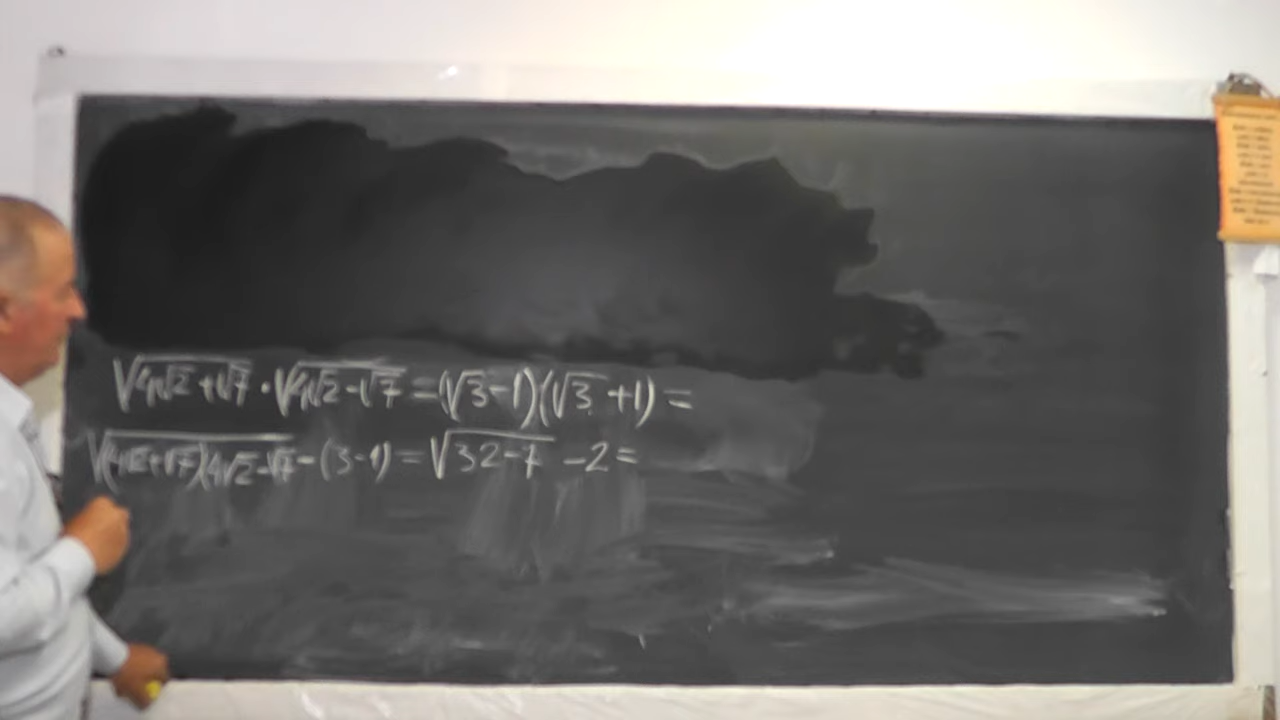 √4√2+√7 · √4√2-√7 = (√3-1)(√3+1) =
√(4√2+√7)(4√2-√7 - (3-1) = √32-7 - 2 =